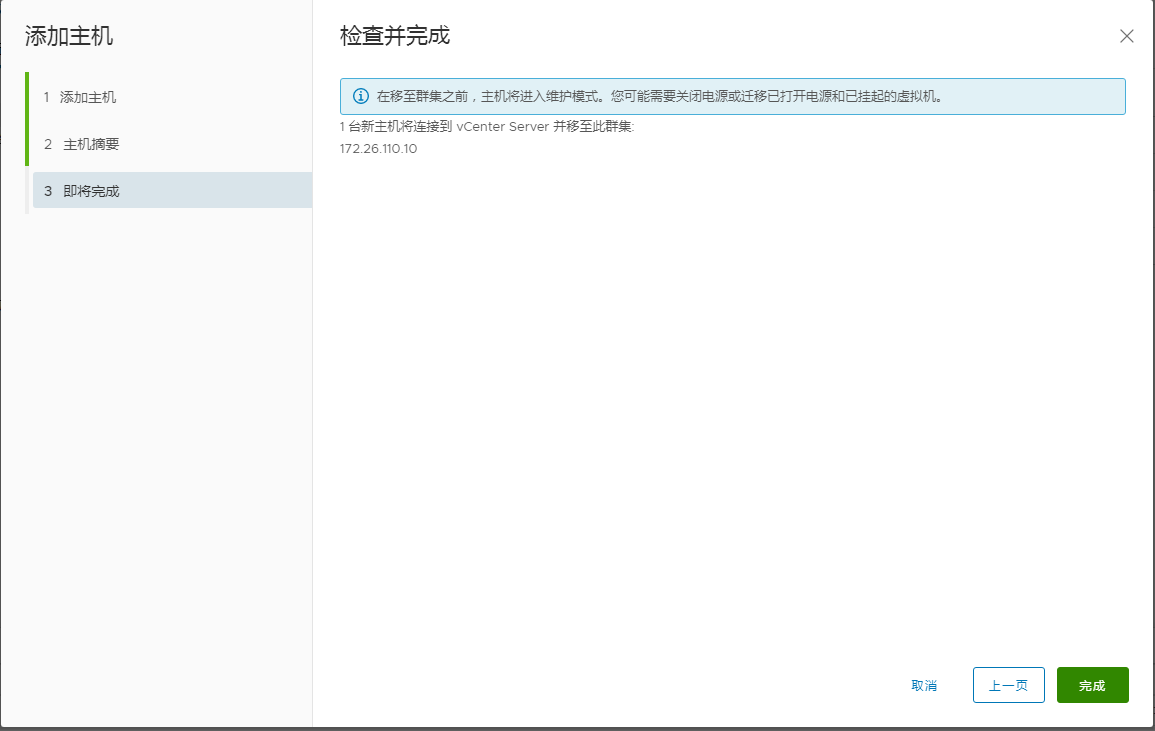 添加主机
1 添加主机
2 主机摘要
3 即将完成
检查并完成
在移至群集之前，主机将进入维护模式。您可能需要关闭电源或迁移已打开电源和已挂起的虚拟机。
1 台新主机将连接到 vCenter Server 并移至此群集:
172.26.110.10
取消
上一页
完成